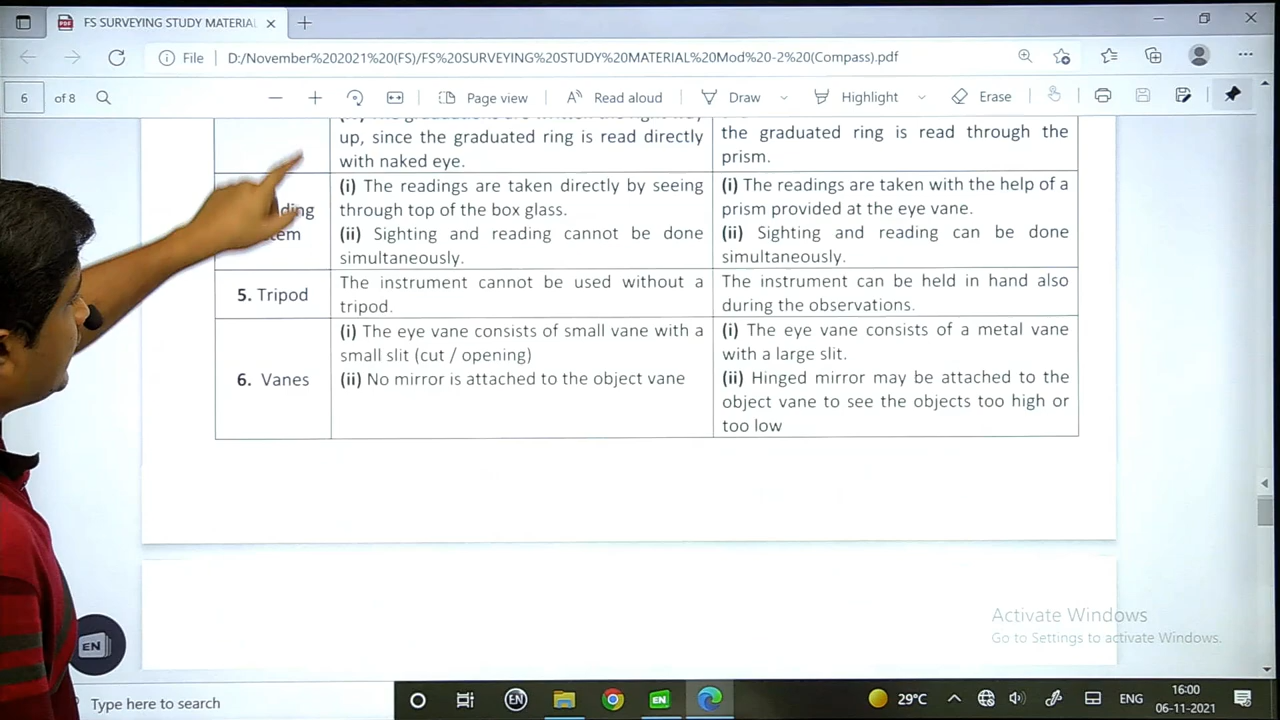 FS SURVEYING STUDY MATERIAL
File D:/November%202021%20(FS)/FS%20SURVEYING%20STUDY%20MATERIAL%20Mod%20-2%20(Compass).pdf
6 of 8 Page view Read aloud Draw Highlight Erase
up, since the graduated ring is read directly
with naked eye.
the graduated ring is read through the
prism.
(i) The readings are taken directly by seeing
through top of the box glass.
(ii) Sighting and reading cannot be done
simultaneously.
(i) The readings are taken with the help of a
prism provided at the eye vane.
(ii) Sighting and reading can be done
simultaneously.
5. Tripod
The instrument cannot be used without a
tripod.
The instrument can be held in hand also
during the observations.
6. Vanes
(i) The eye vane consists of small vane with a
small slit (cut / opening)
(ii) No mirror is attached to the object vane
(i) The eye vane consists of a metal vane
with a large slit.
(ii) Hinged mirror may be attached to the
object vane to see the objects too high or
too low
Activate Windows
Go to Settings to activate Windows.
EN
Type here to search
EN
EN
29°C
ENG
16:00
06-11-2021